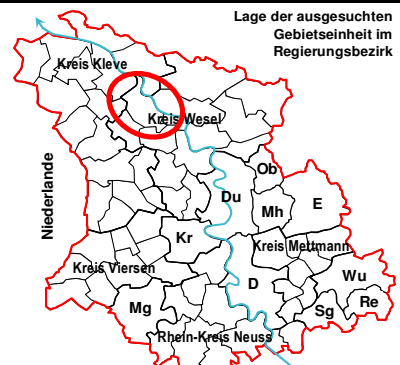 Lage der ausgesuchten
Gebietseinheit im
Regierungsbezirk
Kreis Kleve
Kreis Wesel
Niederlande
Ob
Du
Mh
E
Kr
Kreis Mettmann
Kreis Viersen
Wu
D
Re
Mg
Sg
Rhein-Kreis Neuss